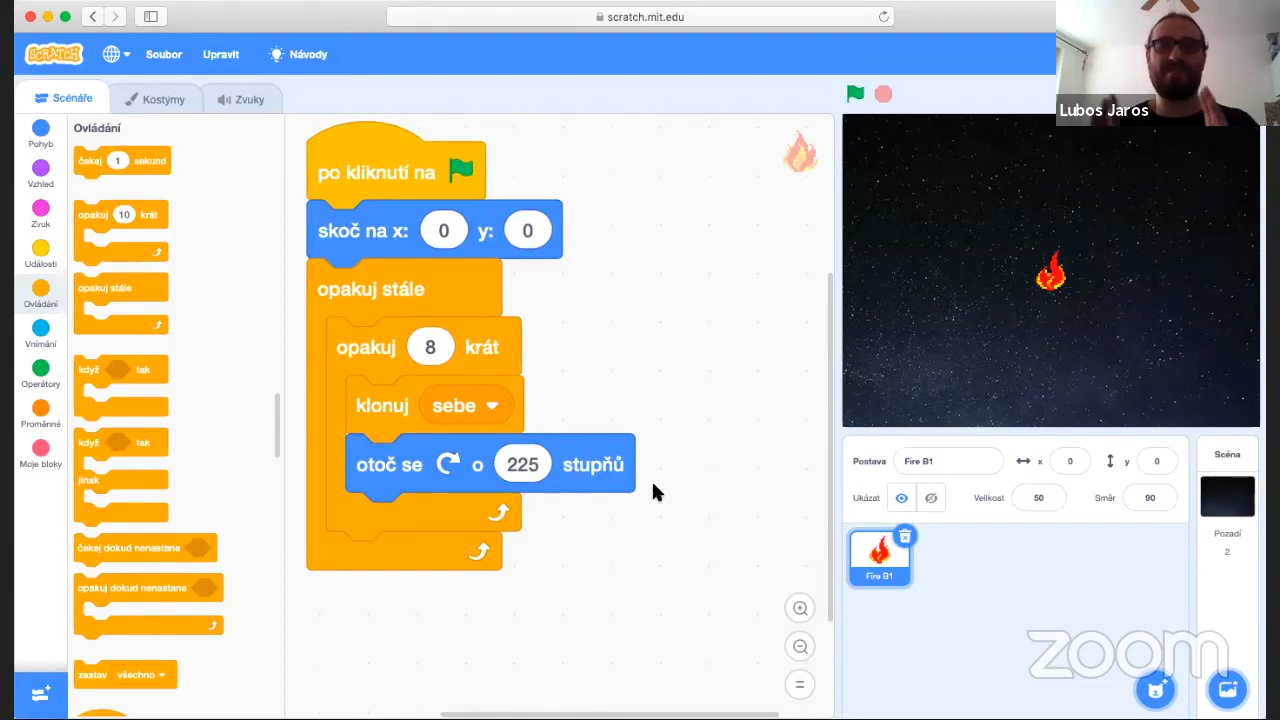 scratch.mit.edu
SCRATCH
Soubor
Upravit
Návody
Lubos Jaros
Scénáře
Kostýmy
Zvuky
Pohyb
Vzhled
Zvuk
Události
Ovládání
Vnímání
Operátory
Proměnné
Moje bloky
Ovládání
čekej 1 sekund
opakuj 10 krát
opakuj stále
když tak
když tak
jinak
čekej dokud nenastane
opakuj dokud nenastane
zastav všechno
po kliknutí na
skoč na x: 0 y: 0
opakuj stále
opakuj 8 krát
klonuj sebe
otoč se o 225 stupňů
Postava Fire B1 x 0 y 0
Ukázat Velikost 50 Směr 90
Fire B1
Scéna
Pozadí
2
zoom